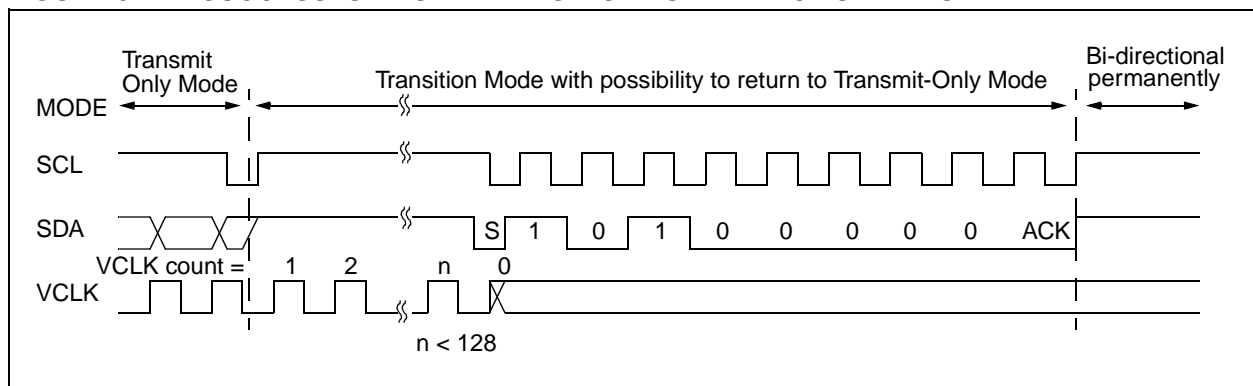 Transmit
Only Mode
Transition Mode with possibility to return to Transmit-Only Mode
Bi-directional
permanently
MODE
SCL
SDA
S 1 0 1 0 0 0 0 0 ACK
VCLK count = 1 2 n 0
VCLK
n < 128